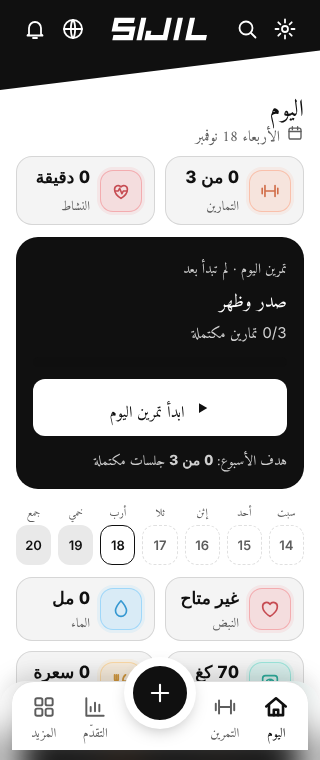 SIJIL
اليوم
الأربعاء 18 نوفمبر
0 من 3
التمارين
0 دقيقة
النشاط
تمرين اليوم · لم تبدأ بعد
صدر وظهر
0/3 تمارين مكتملة
ابدأ تمرين اليوم
هدف الأسبوع: 0 من 3 جلسات مكتملة
سبت أحد إثن ثلا أرب خمي جمع
14 15 16 17 18 19 20
غير متاح
النبض
0 مل
الماء
70 كغ
0 سعرة
اليوم
التمرين
التقدّم
المزيد